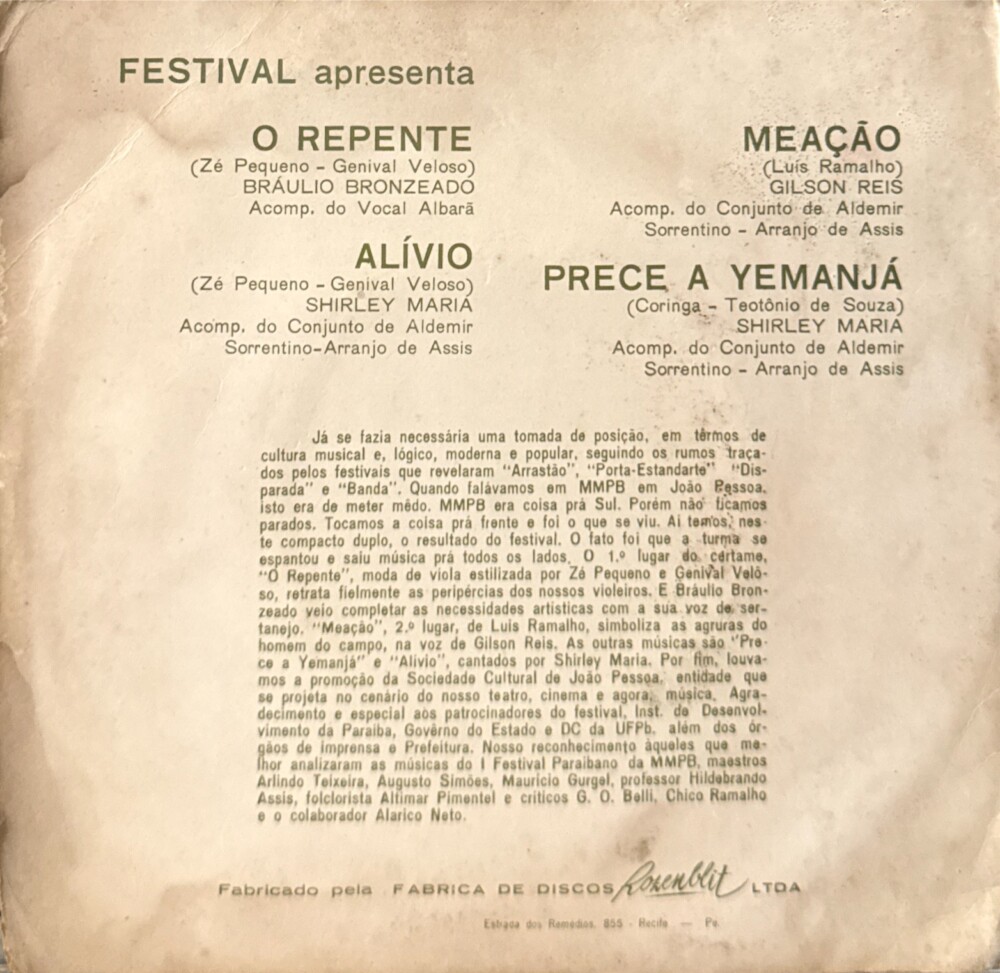 FESTIVAL apresenta
O REPENTE
(Zé Pequeno – Genival Veloso)
BRÁULIO BRONZEADO
Acomp. do Vocal Albarã
ALÍVIO
(Zé Pequeno – Genival Veloso)
SHIRLEY MARIA
Acomp. do Conjunto de Aldemir
Sorrentino–Arranjo de Assis
MEAÇÃO
(Luís Ramalho)
GILSON REIS
Acomp. do Conjunto de Aldemir
Sorrentino – Arranjo de Assis
PRECE A YEMANJÁ
(Coringa – Teotônio de Souza)
SHIRLEY MARIA
Acomp. do Conjunto de Aldemir
Sorrentino – Arranjo de Assis
Já se fazia necessária uma tomada de posição, em têrmos de
cultura musical e, lógico, moderna e popular, seguindo os rumos traça-
dos pelos festivais que revelaram "Arrastão", "Porta-Estandarte" "Dis-
parada" e "Banda". Quando falávamos em MMPB em João Pessoa,
isto era de meter mêdo. MMPB era coisa prá Sul. Porém não ficamos
parados. Tocamos a coisa prá frente e foi o que se viu. Aí temos, nes-
te compacto duplo, o resultado do festival. O fato foi que a turma se
espantou e saiu música prá todos os lados. O 1.º lugar do certame,
"O Repente", moda de viola estilizada por Zé Pequeno e Genival Velô-
so, retrata fielmente as peripércias dos nossos violeiros. E Bráulio Bron-
zeado veio completar as necessidades artísticas com a sua voz de ser-
tanejo. "Meação", 2.º lugar, de Luis Ramalho, simboliza as agruras do
homem do campo, na voz de Gilson Reis. As outras músicas são "Pre-
ce a Yemanjá" e "Alívio", cantados por Shirley Maria. Por fim, louva-
mos a promoção da Sociedade Cultural de João Pessoa, entidade que
se projeta no cenário do nosso teatro, cinema e agora, música. Agra-
decimento e especial aos patrocinadores do festival, Inst. de Desenvol-
vimento da Paraíba, Govêrno do Estado e DC da UFPb. além dos ór-
gãos de imprensa e Prefeitura. Nosso reconhecimento àqueles que me-
lhor analizaram as músicas do I Festival Paraibano da MMPB, maestros
Arlindo Teixeira, Augusto Simões, Maurício Gurgel, professor Hildebrando
Assis, folclorista Altimar Pimentel e críticos G. O. Belli, Chico Ramalho
e o colaborador Alarico Neto.
Fabricado pela FABRICA DE DISCOS Rozenblit LTDA
Estrada dos Remédios, 855 - Recife — Pe.